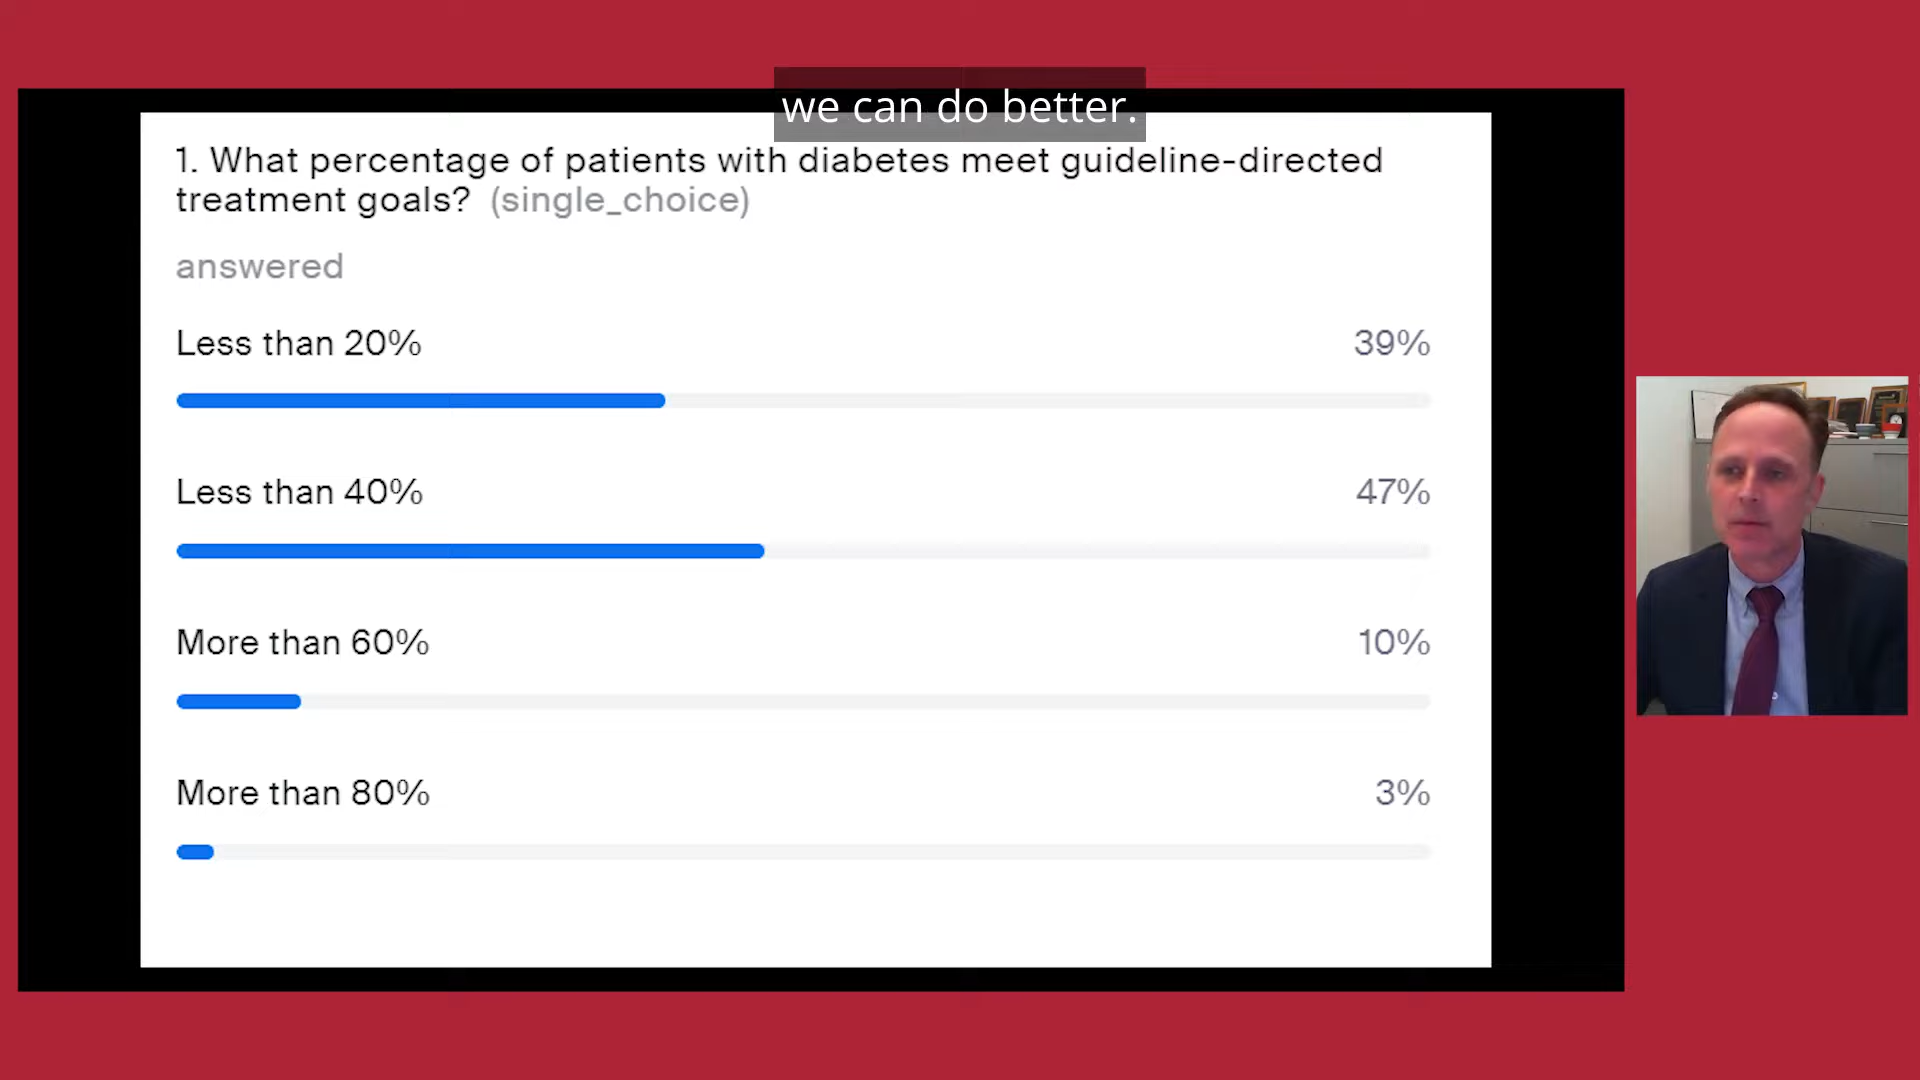 we can do better.
1. What percentage of patients with diabetes meet guideline-directed
treatment goals? (single_choice)
answered
Less than 20% 39%
Less than 40% 47%
More than 60% 10%
More than 80% 3%